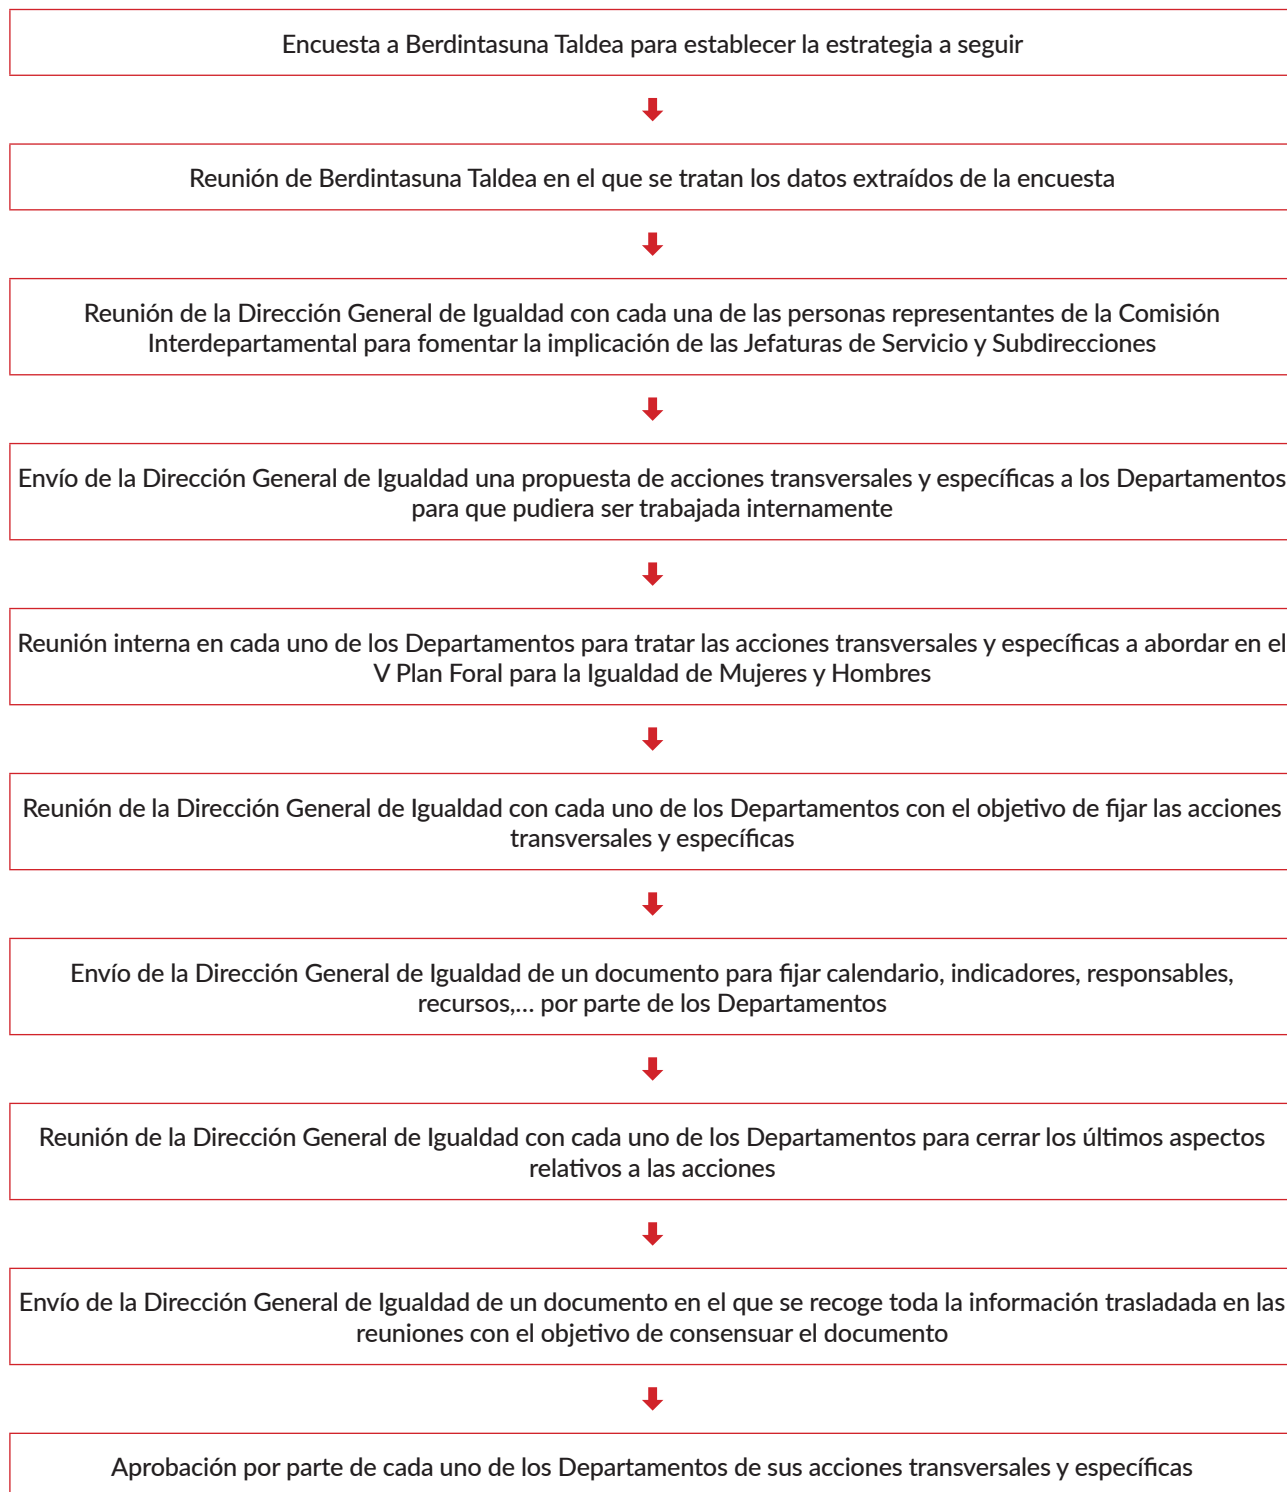 Encuesta a Berdintasuna Taldea para establecer la estrategia a seguir
Reunión de Berdintasuna Taldea en el que se tratan los datos extraídos de la encuesta
Reunión de la Dirección General de Igualdad con cada una de las personas representantes de la Comisión
Interdepartamental para fomentar la implicación de las Jefaturas de Servicio y Subdirecciones
Envío de la Dirección General de Igualdad una propuesta de acciones transversales y específicas a los Departamentos
para que pudiera ser trabajada internamente
Reunión interna en cada uno de los Departamentos para tratar las acciones transversales y específicas a abordar en el
V Plan Foral para la Igualdad de Mujeres y Hombres
Reunión de la Dirección General de Igualdad con cada uno de los Departamentos con el objetivo de fijar las acciones
transversales y específicas
Envío de la Dirección General de Igualdad de un documento para fijar calendario, indicadores, responsables,
recursos,... por parte de los Departamentos
Reunión de la Dirección General de Igualdad con cada uno de los Departamentos para cerrar los últimos aspectos
relativos a las acciones
Envío de la Dirección General de Igualdad de un documento en el que se recoge toda la información trasladada en las
reuniones con el objetivo de consensuar el documento
Aprobación por parte de cada uno de los Departamentos de sus acciones transversales y específicas